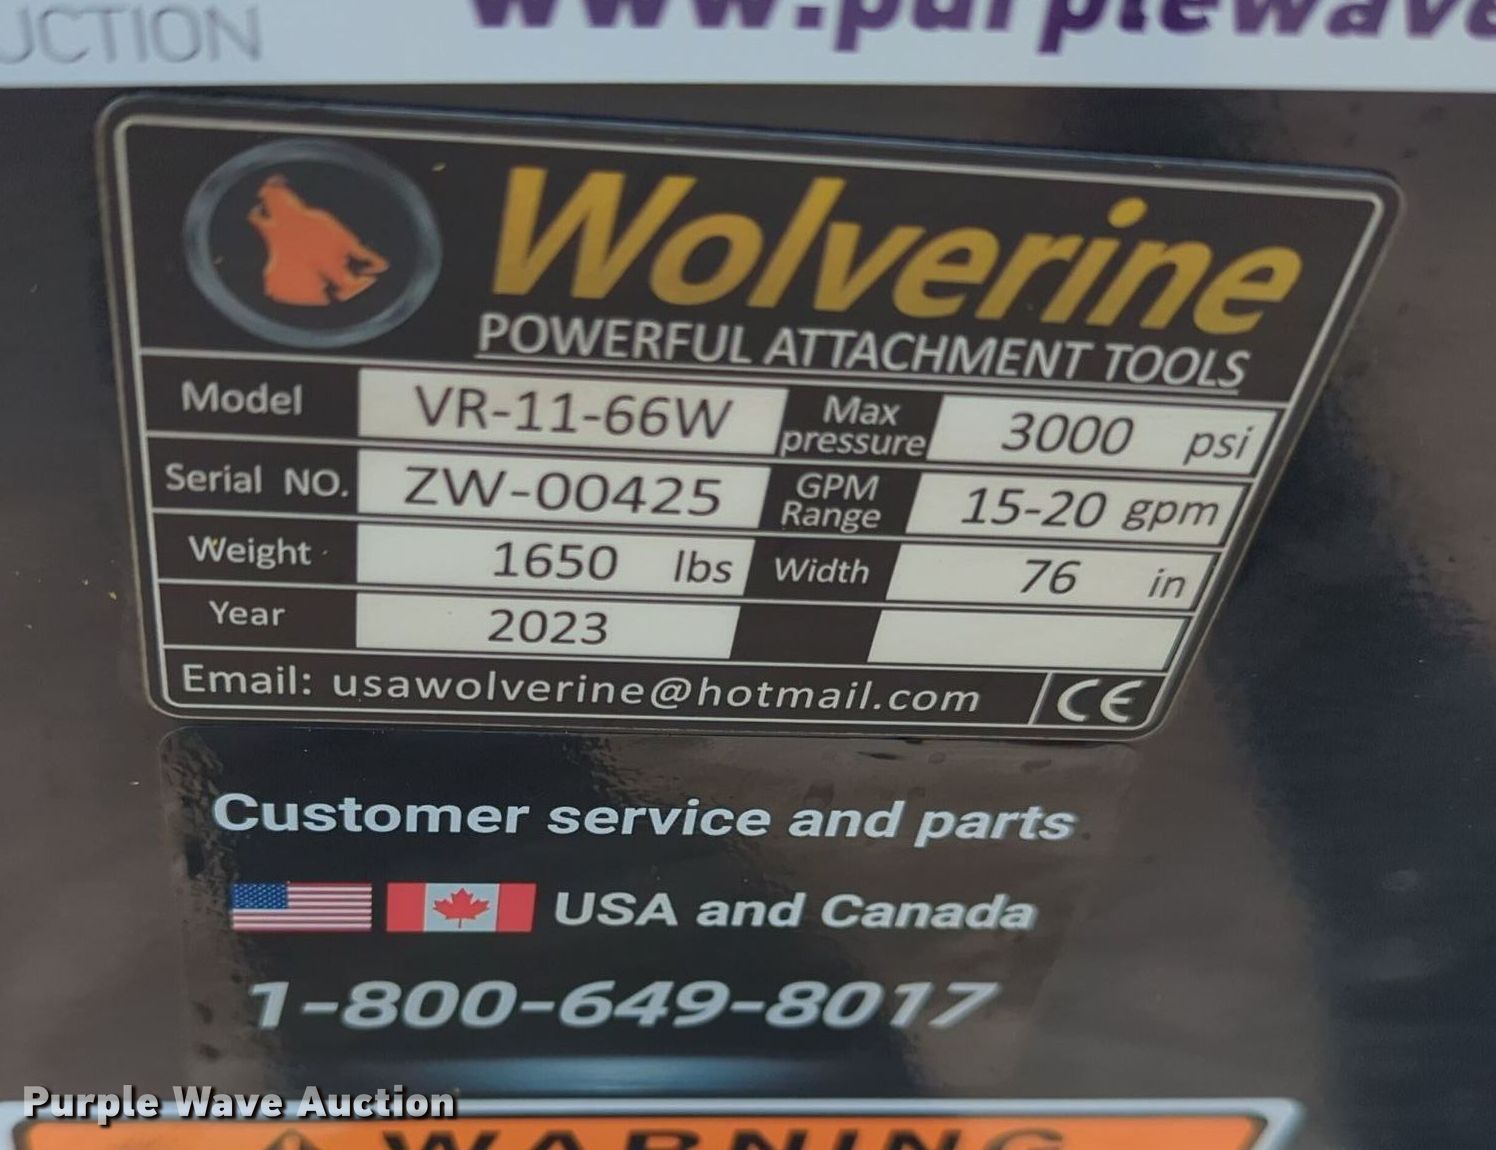 UCTION
www.purplewave
Wolverine
POWERFUL ATTACHMENT TOOLS
Model VR-11-66W Max pressure 3000 psi
Serial NO. ZW-00425 GPM Range 15-20 gpm
Weight 1650 lbs Width 76 in
Year 2023
Email: usawolverine@hotmail.com CE
Customer service and parts
USA and Canada
1-800-649-8017
Purple Wave Auction
WARNING